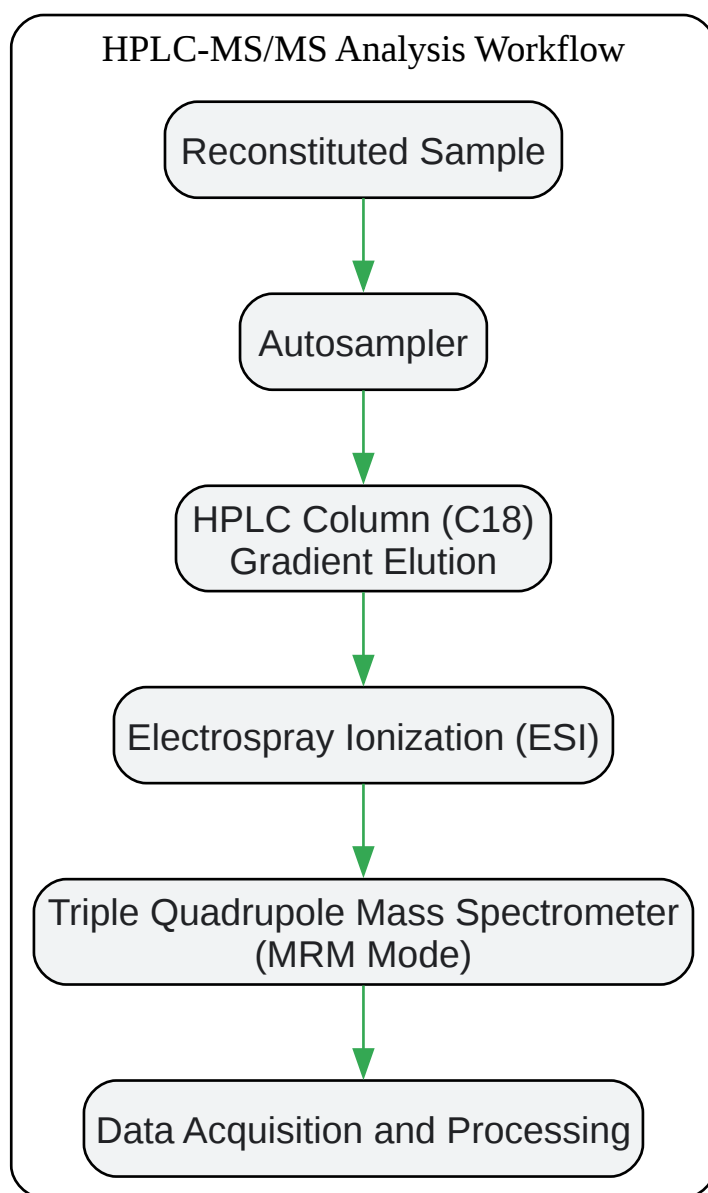 HPLC-MS/MS Analysis Workflow
Reconstituted Sample
Autosampler
HPLC Column (C18)
Gradient Elution
Electrospray Ionization (ESI)
Triple Quadrupole Mass Spectrometer
(MRM Mode)
Data Acquisition and Processing